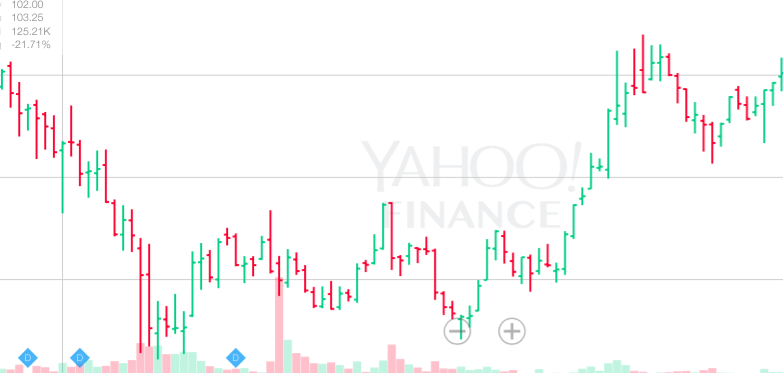 102.00
103.25
125.21K
-21.71%
YAHOO!
FINANCE
D
D
D